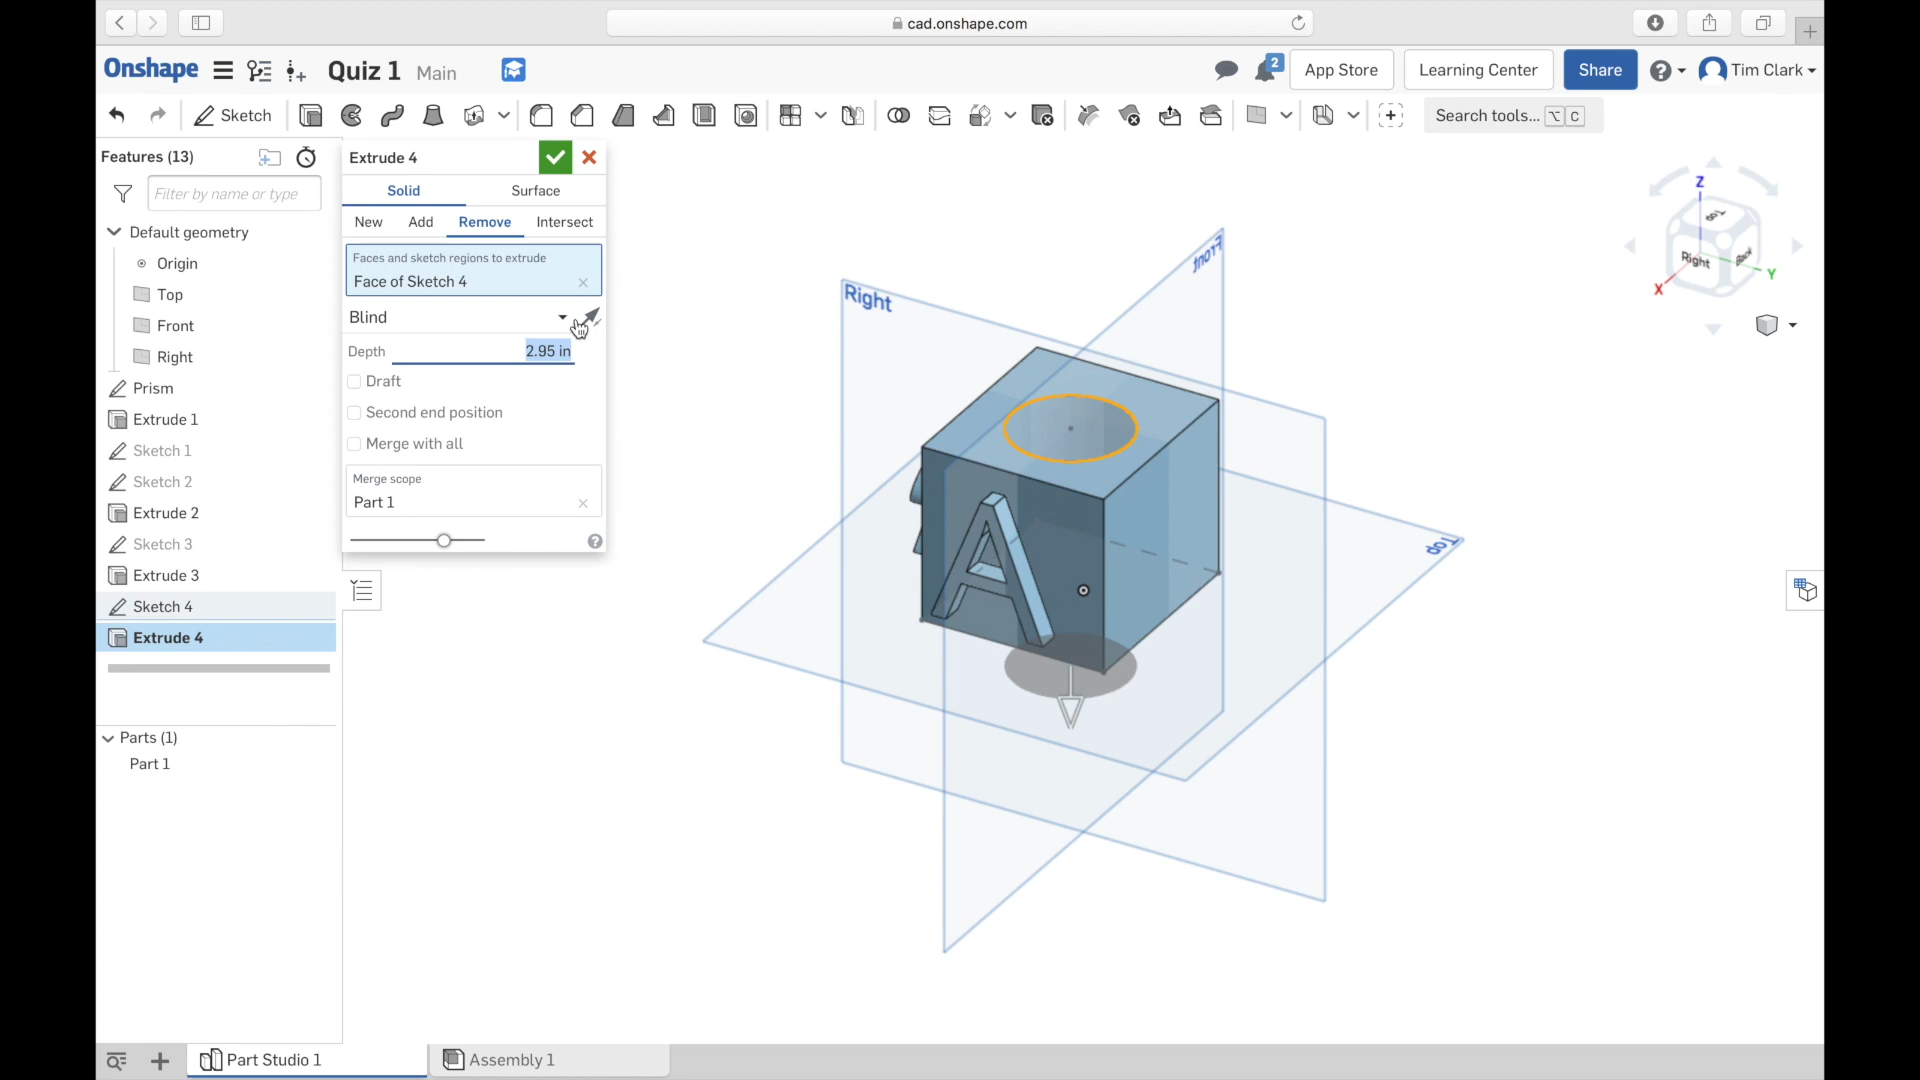 cad.onshape.com
Onshape
Quiz 1 Main
2
App Store
Learning Center
Share
Tim Clark
Sketch
Search tools... ⌥ C
Features (13)
Filter by name or type
Default geometry
Origin
Top
Front
Right
Prism
Extrude 1
Sketch 1
Sketch 2
Extrude 2
Sketch 3
Extrude 3
Sketch 4
Extrude 4
Parts (1)
Part 1
Extrude 4
Solid Surface
New Add Remove Intersect
Faces and sketch regions to extrude
Face of Sketch 4
Blind
Depth 2.95 in
Draft
Second end position
Merge with all
Merge scope
Part 1
Right
Front
Top
A
Z
Top
Right
Back
X
Y
Part Studio 1
Assembly 1